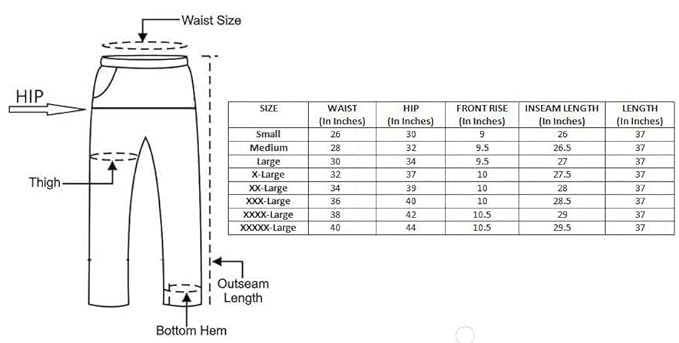 Waist Size
HIP
Thigh
Outseam
Length
Bottom Hem
SIZE WAIST HIP FRONT RISE INSEAM LENGTH LENGTH
(In Inches) (In Inches) (In Inches) (In Inches) (In Inches)
Small 26 30 9 26 37
Medium 28 32 9.5 26.5 37
Large 30 34 9.5 27 37
X-Large 32 37 10 27.5 37
XX-Large 34 39 10 28 37
XXX-Large 36 40 10 28.5 37
XXXX-Large 38 42 10.5 29 37
XXXXX-Large 40 44 10.5 29.5 37